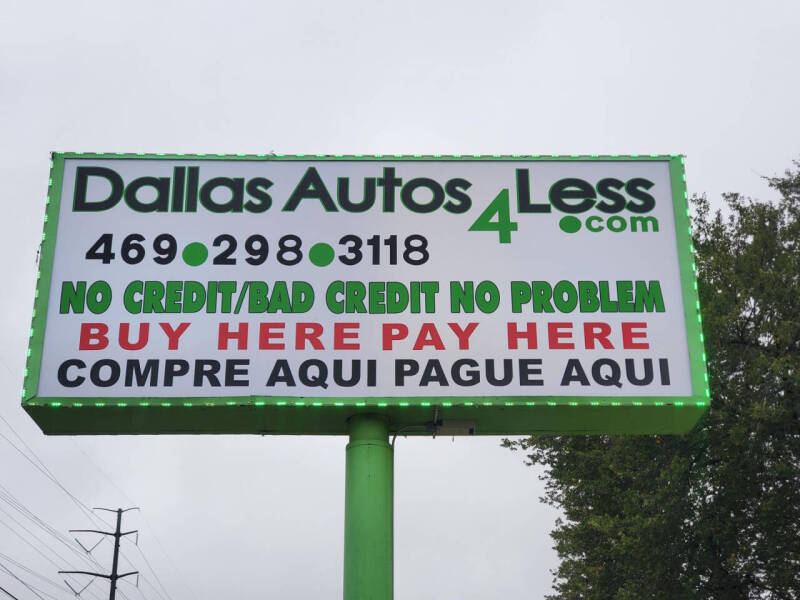 Dallas Autos 4 Less.com
469.298.3118
NO CREDIT/BAD CREDIT NO PROBLEM
BUY HERE PAY HERE
COMPRE AQUI PAGUE AQUI